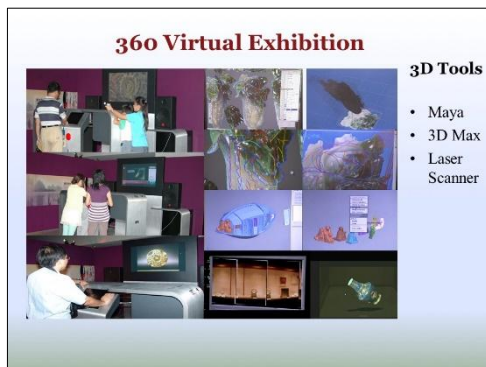 360 Virtual Exhibition
3D Tools
• Maya
• 3D Max
• Laser
Scanner